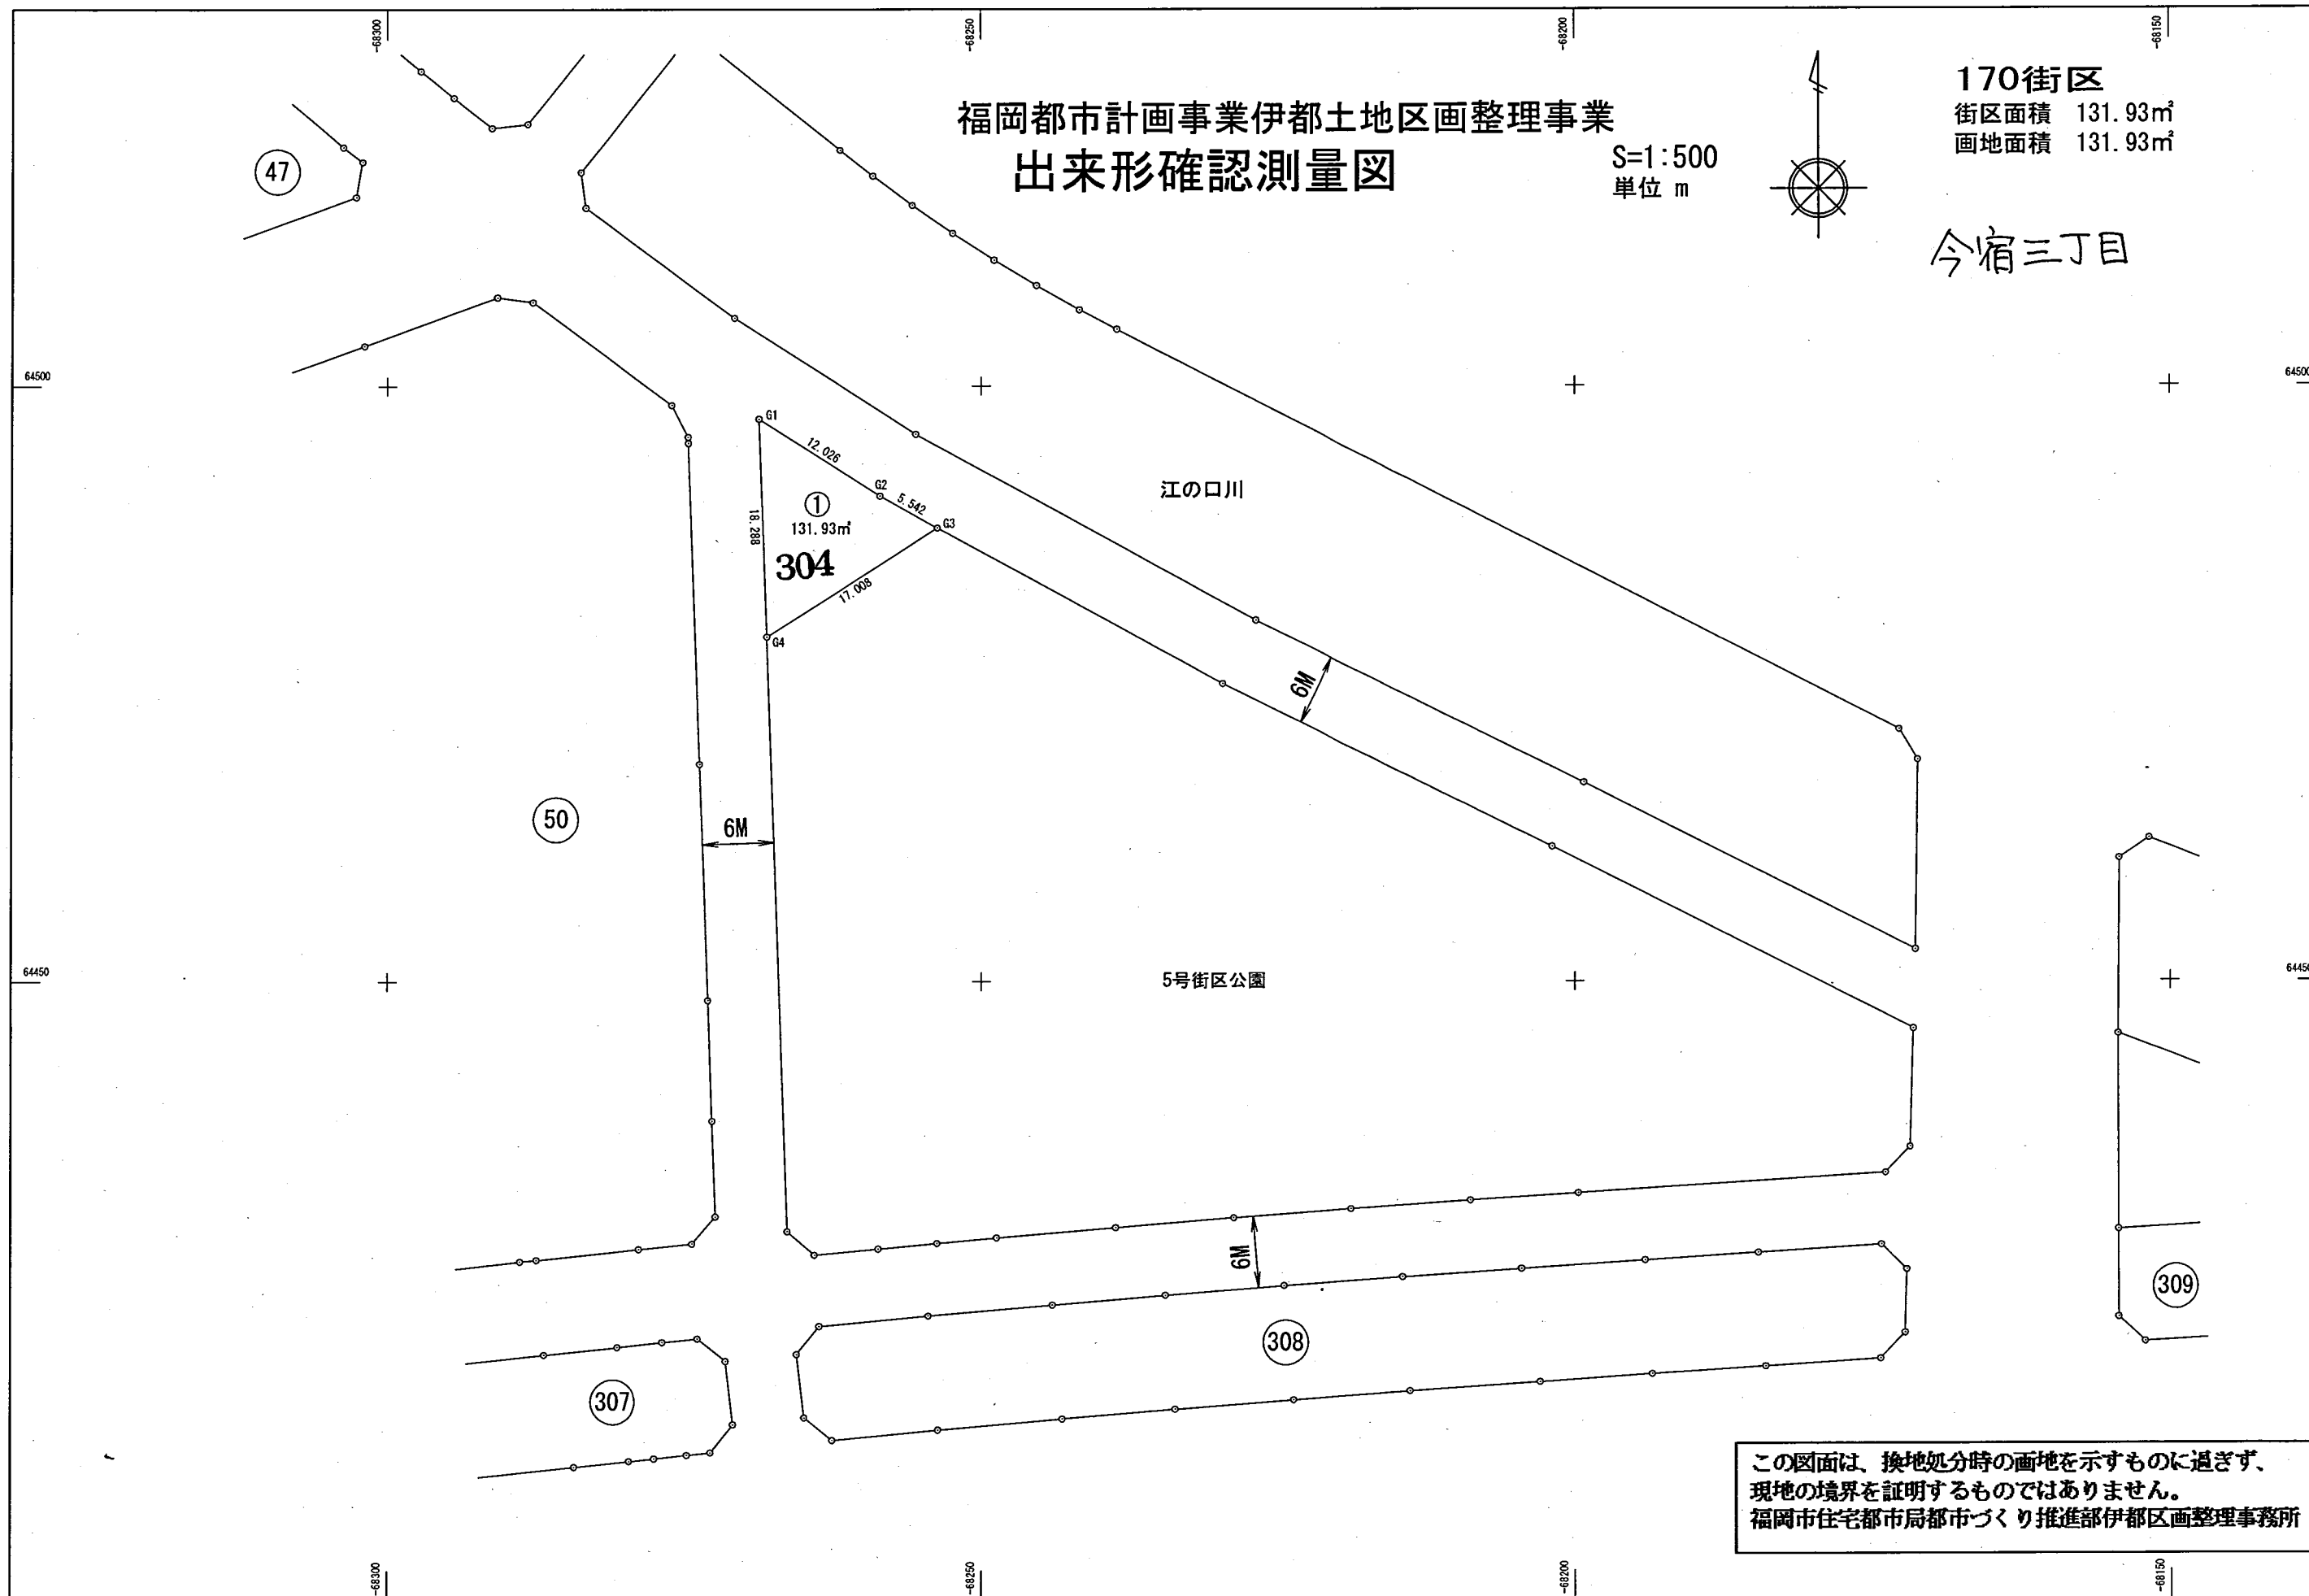 -68300
-68250
-68200
-68150
福岡都市計画事業伊都土地区画整理事業
出来形確認測量図
S=1:500
単位 m
170街区
街区面積 131.93㎡
画地面積 131.93㎡
今宿三丁目
47
64500
64500
G1
12.026
G2
5.542
G3
①
131.93㎡
18.288
304
17.008
G4
江の口川
6M
50
6M
64450
64450
5号街区公園
6M
309
308
307
この図面は、換地処分時の画地を示すものに過ぎず、
現地の境界を証明するものではありません。
福岡市住宅都市局都市づくり推進部伊都区画整理事務所
-68300
-68250
-68200
-68150